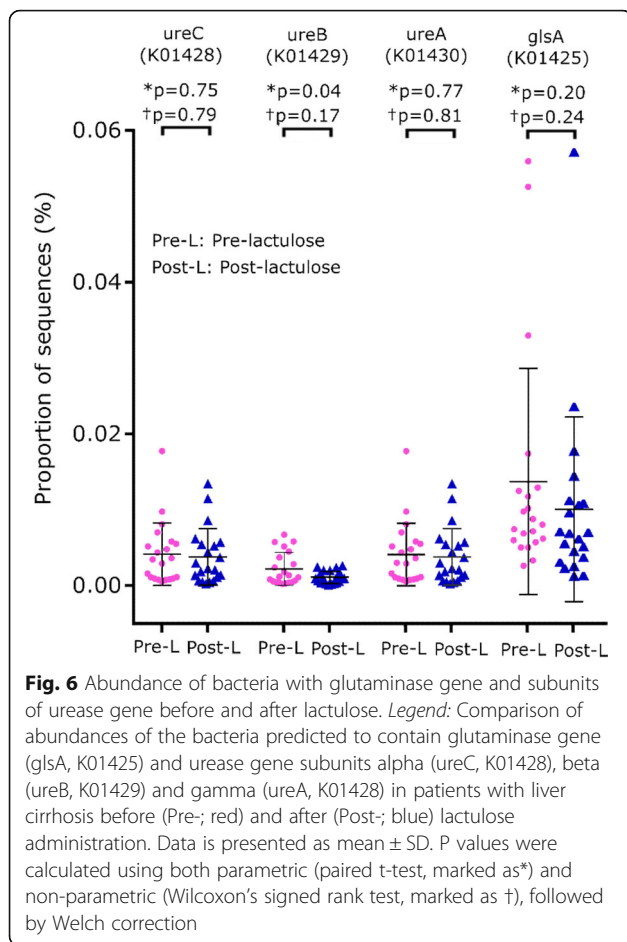 ureC ureB ureA glsA
(K01428) (K01429) (K01430) (K01425)
*p=0.75 *p=0.04 *p=0.77 *p=0.20
†p=0.79 †p=0.17 †p=0.81 †p=0.24
0.06
Pre-L: Pre-lactulose
Post-L: Post-lactulose
0.04
Proportion of sequences (%)
0.02
0.00
Pre-L Post-L Pre-L Post-L Pre-L Post-L Pre-L Post-L
Fig. 6 Abundance of bacteria with glutaminase gene and subunits
of urease gene before and after lactulose. Legend: Comparison of
abundances of the bacteria predicted to contain glutaminase gene
(glsA, K01425) and urease gene subunits alpha (ureC, K01428), beta
(ureB, K01429) and gamma (ureA, K01428) in patients with liver
cirrhosis before (Pre-; red) and after (Post-; blue) lactulose
administration. Data is presented as mean ± SD. P values were
calculated using both parametric (paired t-test, marked as*) and
non-parametric (Wilcoxon's signed rank test, marked as †), followed
by Welch correction